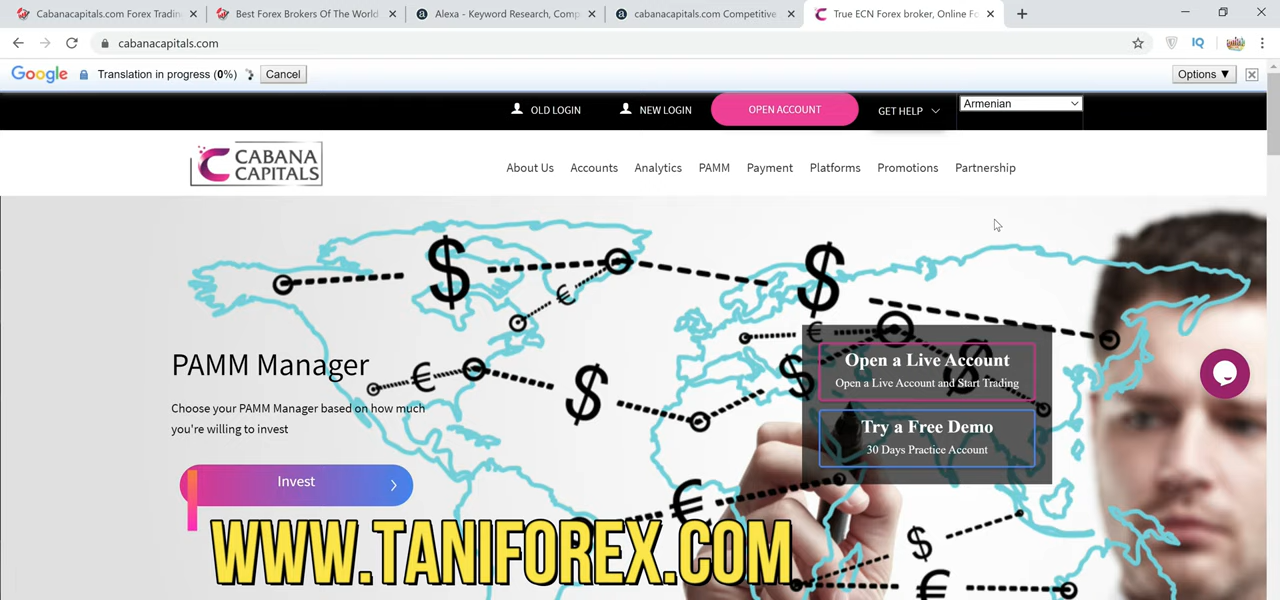 Cabanacapitals.com Forex Tradin
Best Forex Brokers Of The World
Alexa - Keyword Research, Comp
cabanacapitals.com Competitive
True ECN Forex broker, Online Fo
cabanacapitals.com
IQ
Google
Translation in progress (0%)
Cancel
Options ▼
OLD LOGIN
NEW LOGIN
OPEN ACCOUNT
GET HELP
Armenian
CABANA
CAPITALS
About Us
Accounts
Analytics
PAMM
Payment
Platforms
Promotions
Partnership
PAMM Manager
Choose your PAMM Manager based on how much
you're willing to invest
Invest
Open a Live Account
Open a Live Account and Start Trading
Try a Free Demo
30 Days Practice Account
WWW.TANIFOREX.COM